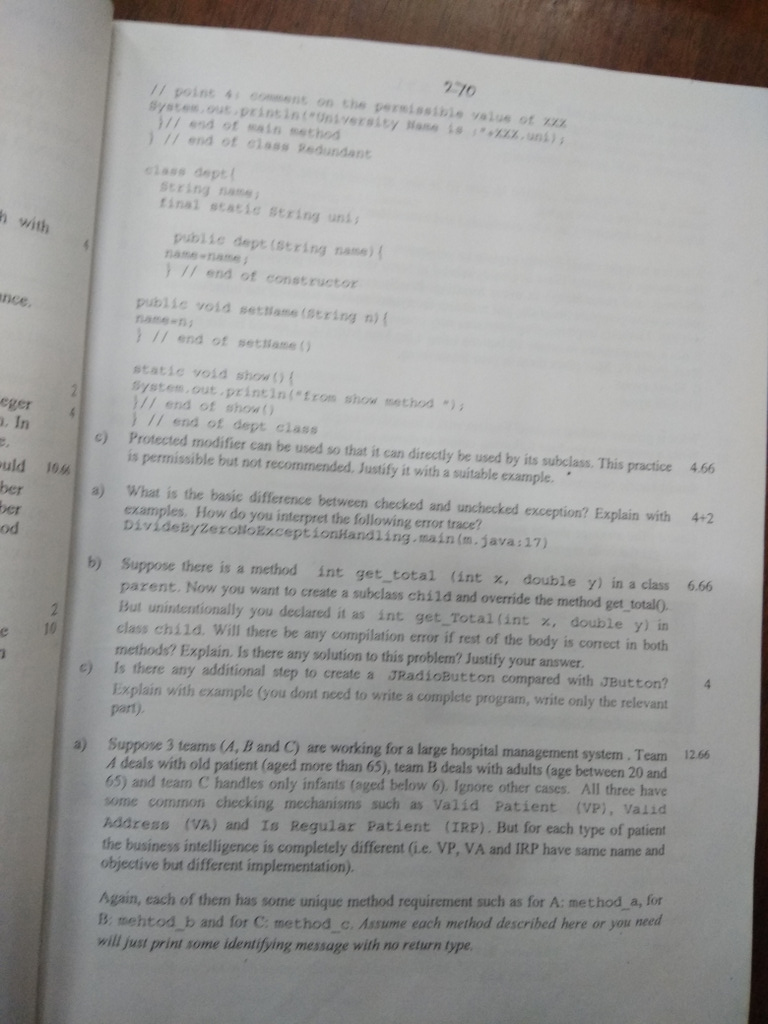 270
// point 4: comment on the permissible value of XXX
System.out.println("University Name is :"+XXX.uni);
}// end of main method
} // end of class Redundant
class dept{
String name;
final static String uni;
public dept(String name){
name=name;
} // end of constructor
public void setName(String n){
name=n;
} // end of setName()
static void show(){
System.out.println("from show method ");
}// end of show()
} // end of dept class
c) Protected modifier can be used so that it can directly be used by its subclass. This practice 4.66
is permissible but not recommended. Justify it with a suitable example.
a) What is the basic difference between checked and unchecked exception? Explain with 4+2
examples. How do you interpret the following error trace?
DivideByZeroNoExceptionHandling.main(m.java:17)
b) Suppose there is a method int get_total (int x, double y) in a class 6.66
parent. Now you want to create a subclass child and override the method get_total().
But unintentionally you declared it as int get_Total(int x, double y) in
class child. Will there be any compilation error if rest of the body is correct in both
methods? Explain. Is there any solution to this problem? Justify your answer.
c) Is there any additional step to create a JRadioButton compared with JButton? 4
Explain with example (you dont need to write a complete program, write only the relevant
part).
a) Suppose 3 teams (A, B and C) are working for a large hospital management system . Team 12.66
A deals with old patient (aged more than 65), team B deals with adults (age between 20 and
65) and team C handles only infants (aged below 6). Ignore other cases. All three have
some common checking mechanisms such as Valid Patient (VP), Valid
Address (VA) and Is Regular Patient (IRP). But for each type of patient
the business intelligence is completely different (i.e. VP, VA and IRP have same name and
objective but different implementation).
Again, each of them has some unique method requirement such as for A: method_a, for
B: mehtod_b and for C: method_c. Assume each method described here or you need
will just print some identifying message with no return type.
with
4
2
4
10.66
2
10